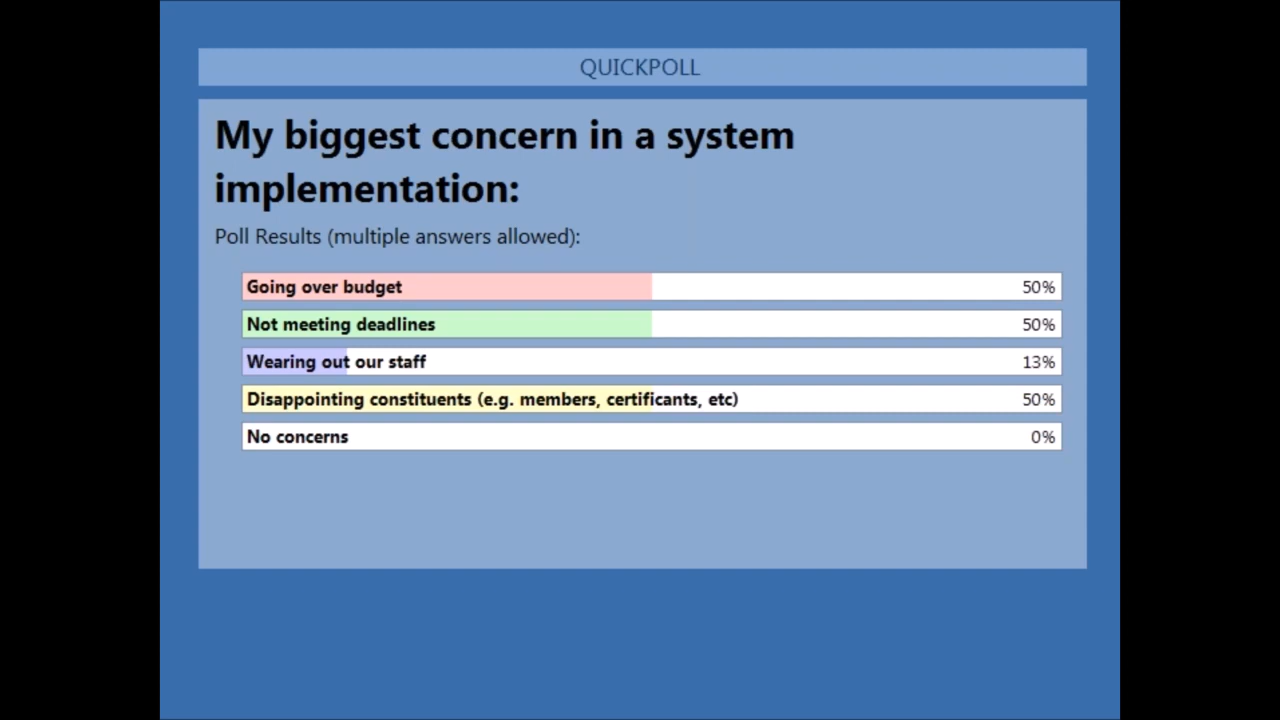 QUICKPOLL
My biggest concern in a system
implementation:
Poll Results (multiple answers allowed):
Going over budget 50%
Not meeting deadlines 50%
Wearing out our staff 13%
Disappointing constituents (e.g. members, certificants, etc) 50%
No concerns 0%